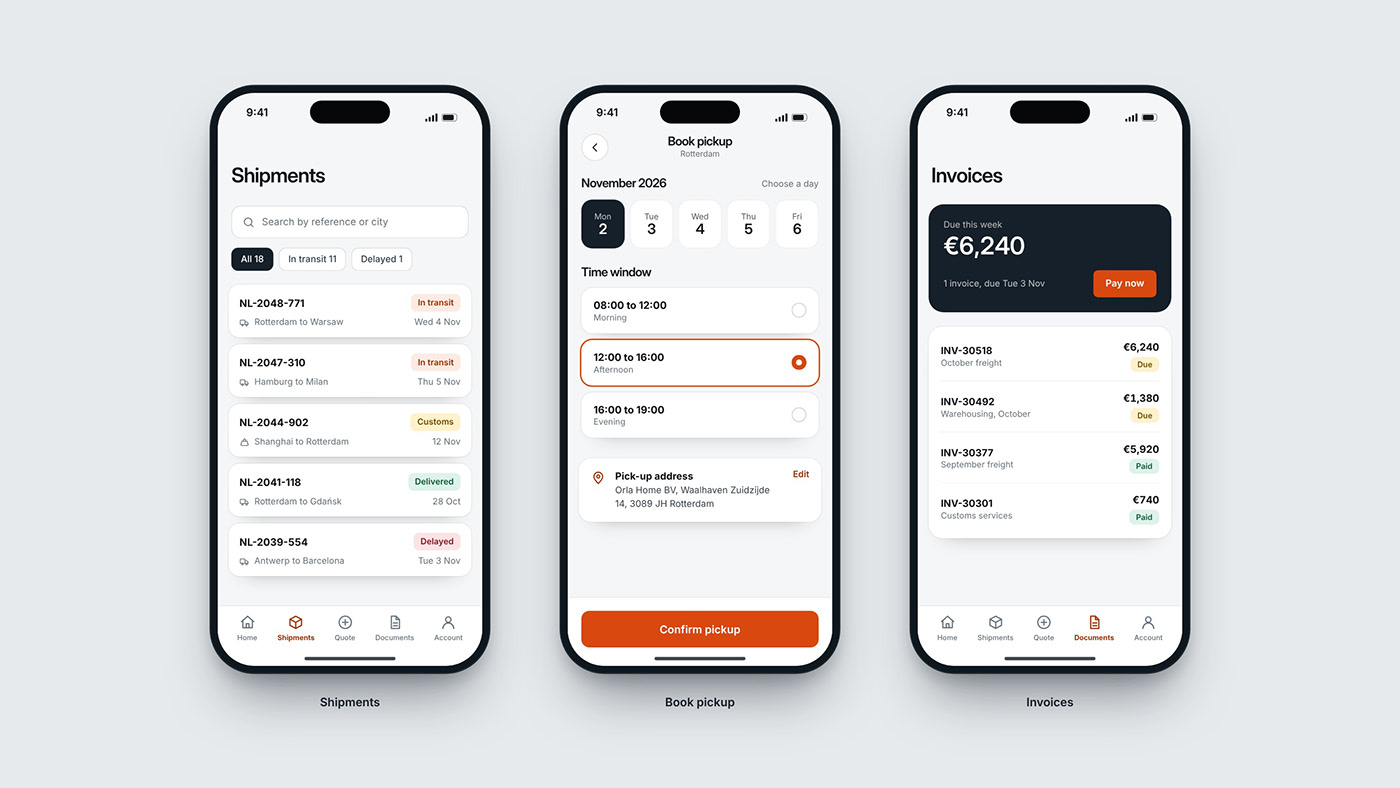 9:41
Shipments
Search by reference or city
All 18
In transit 11
Delayed 1
NL-2048-771
In transit
Rotterdam to Warsaw
Wed 4 Nov
NL-2047-310
In transit
Hamburg to Milan
Thu 5 Nov
NL-2044-902
Customs
Shanghai to Rotterdam
12 Nov
NL-2041-118
Delivered
Rotterdam to Gdańsk
28 Oct
NL-2039-554
Delayed
Antwerp to Barcelona
Tue 3 Nov
Home
Shipments
Quote
Documents
Account
Shipments
9:41
Book pickup
Rotterdam
November 2026
Choose a day
Mon
2
Tue
3
Wed
4
Thu
5
Fri
6
Time window
08:00 to 12:00
Morning
12:00 to 16:00
Afternoon
16:00 to 19:00
Evening
Pick-up address
Edit
Orla Home BV, Waalhaven Zuidzijde
14, 3089 JH Rotterdam
Confirm pickup
Book pickup
9:41
Invoices
Due this week
€6,240
1 invoice, due Tue 3 Nov
Pay now
INV-30518
€6,240
October freight
Due
INV-30492
€1,380
Warehousing, October
Due
INV-30377
€5,920
September freight
Paid
INV-30301
€740
Customs services
Paid
Home
Shipments
Quote
Documents
Account
Invoices